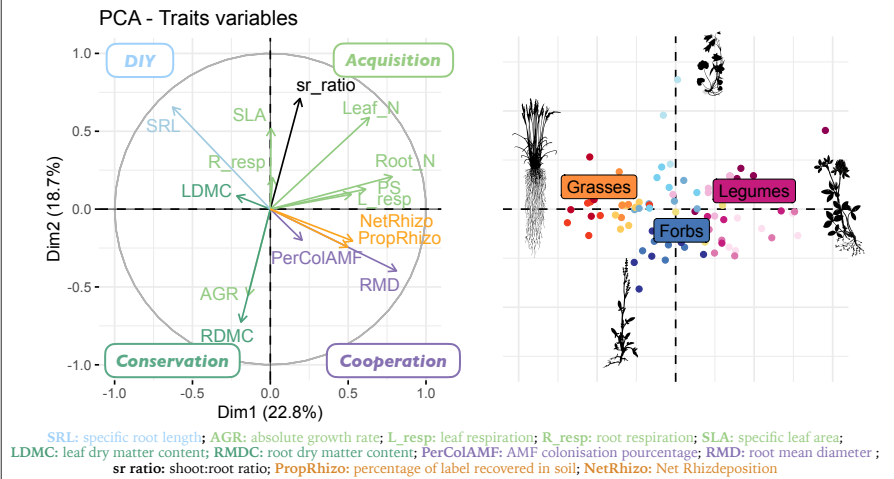 PCA - Traits variables
DIY
Acquisition
sr_ratio
Leaf_N
SLA
SRL
R_resp
Root_N
PS
L_resp
LDMC
NetRhizo
PropRhizo
PerColAMF
RMD
AGR
RDMC
Conservation
Cooperation
1.0
0.5
0.0
-0.5
-1.0
Dim2 (18.7%)
-1.0
-0.5
0.0
0.5
1.0
Dim1 (22.8%)
Grasses
Legumes
Forbs
SRL: specific root length; AGR: absolute growth rate; L_resp: leaf respiration; R_resp: root respiration; SLA: specific leaf area;
LDMC: leaf dry matter content; RMDC: root dry matter content; PerColAMF: AMF colonisation pourcentage; RMD: root mean diameter ;
sr ratio: shoot:root ratio; PropRhizo: percentage of label recovered in soil; NetRhizo: Net Rhizdeposition